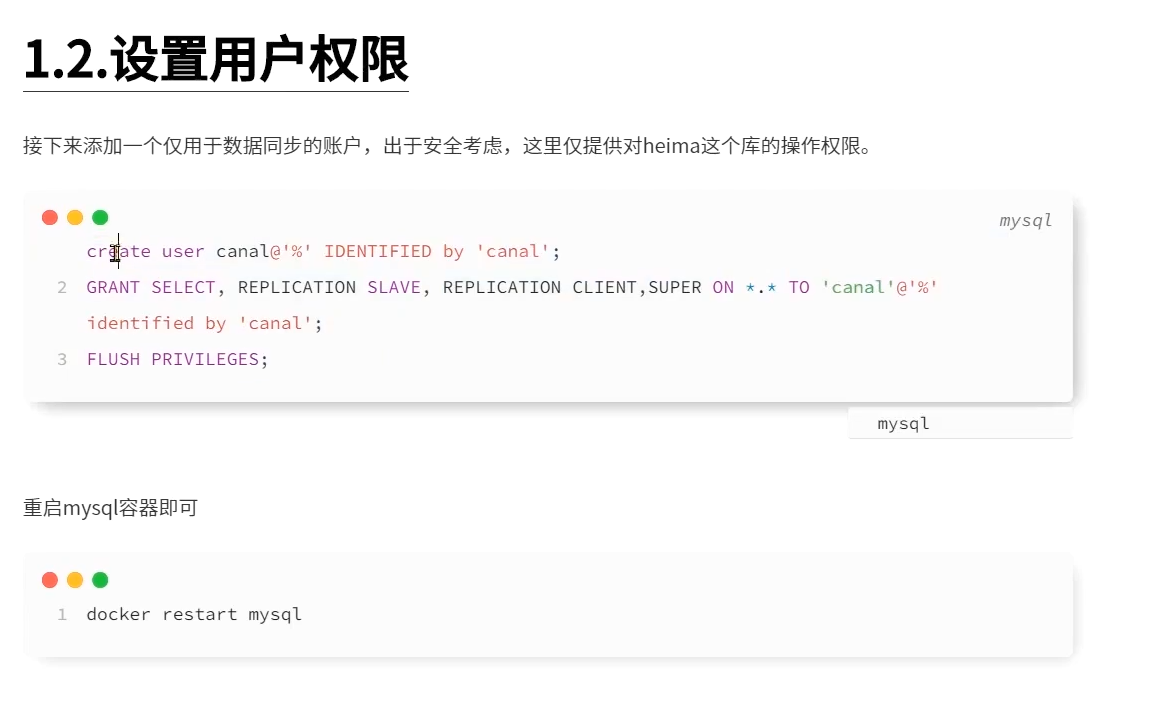 1.2.设置用户权限
接下来添加一个仅用于数据同步的账户，出于安全考虑，这里仅提供对heima这个库的操作权限。
mysql
create user canal@'%' IDENTIFIED by 'canal';
2 GRANT SELECT, REPLICATION SLAVE, REPLICATION CLIENT,SUPER ON *.* TO 'canal'@'%'
identified by 'canal';
3 FLUSH PRIVILEGES;
mysql
重启mysql容器即可
1 docker restart mysql